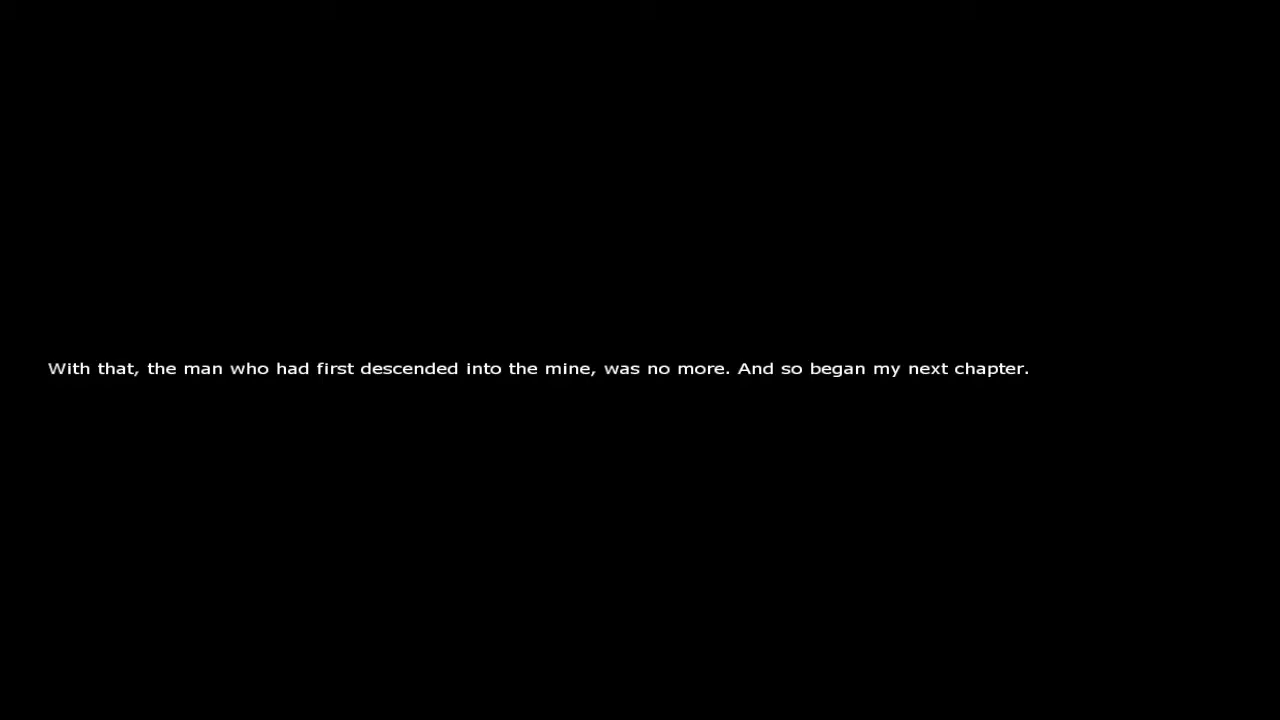 With that, the man who had first descended into the mine, was no more. And so began my next chapter.